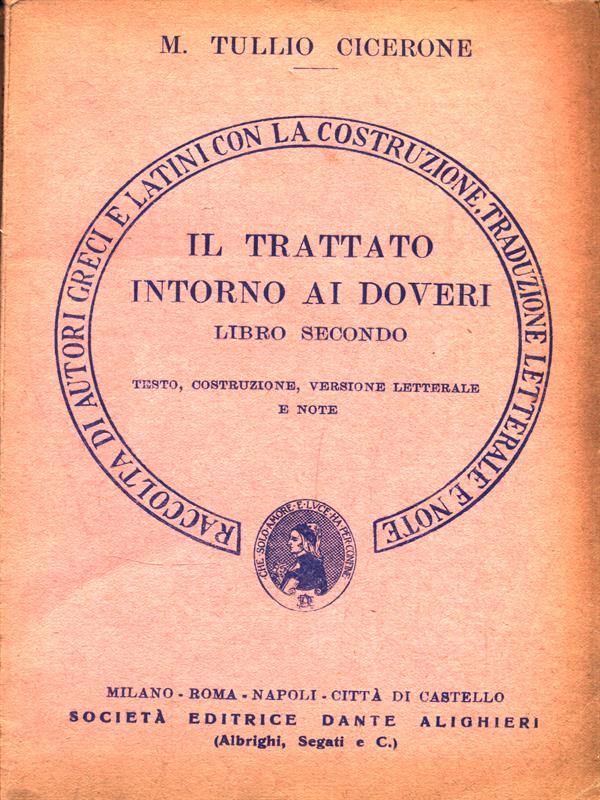 M. TULLIO CICERONE
RACCOLTA DI AUTORI GRECI E LATINI CON LA COSTRUZIONE, TRADUZIONE LETTERALE E NOTE
IL TRATTATO
INTORNO AI DOVERI
LIBRO SECONDO
TESTO, COSTRUZIONE, VERSIONE LETTERALE
E NOTE
CHE·SOLO·AMORE·E·LVCE·HA·PER·CONFINE
MILANO - ROMA - NAPOLI - CITTÀ DI CASTELLO
SOCIETÀ EDITRICE DANTE ALIGHIERI
(Albrighi, Segati e C.)